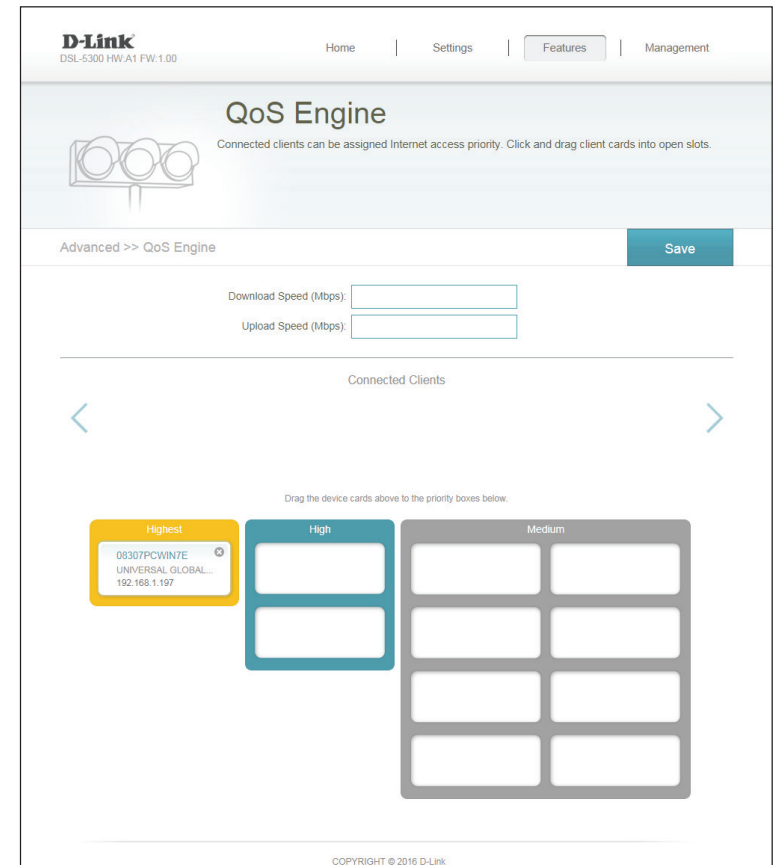 D-Link
DSL-5300 HW:A1 FW:1.00
Home
Settings
Features
Management
QoS Engine
Connected clients can be assigned Internet access priority. Click and drag client cards into open slots.
Advanced >> QoS Engine
Save
Download Speed (Mbps):
Upload Speed (Mbps):
Connected Clients
Drag the device cards above to the priority boxes below.
Highest
08307PCWIN7E
UNIVERSAL GLOBAL...
192.168.1.197
High
Medium
COPYRIGHT © 2016 D-Link